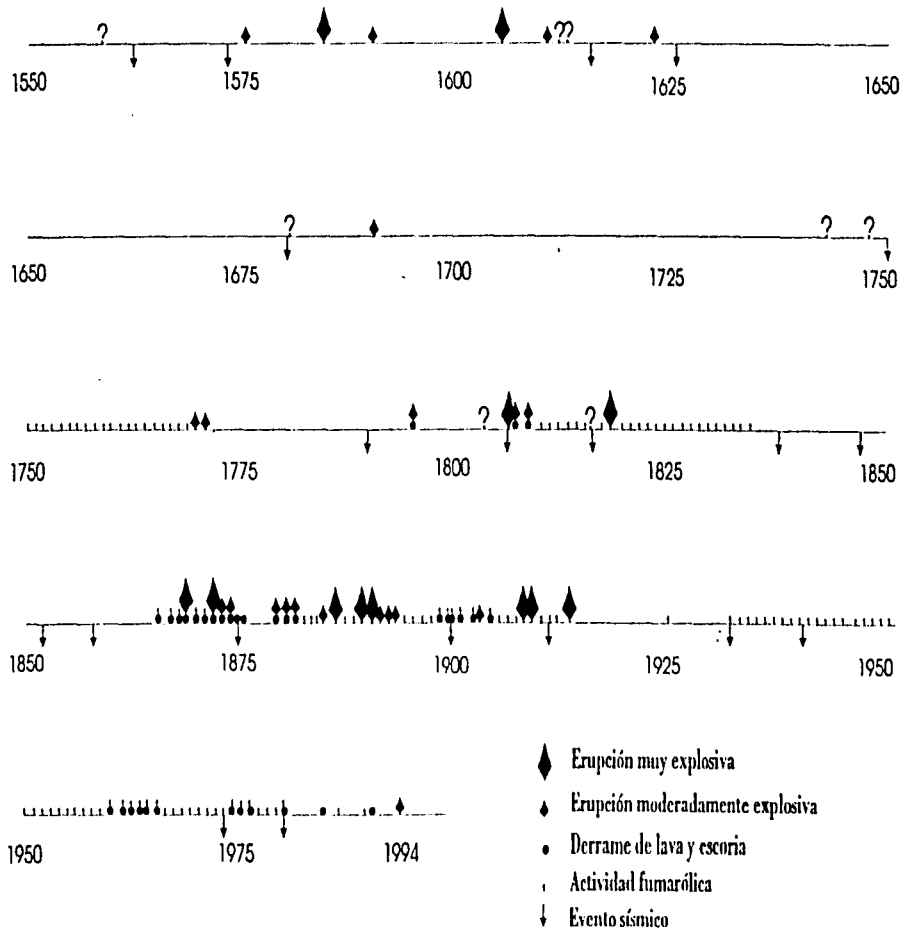 ?
??
1550 1575 1600 1625 1650
?
? ?
1650 1675 1700 1725 1750
? ?
1750 1775 1800 1825 1850
1850 1875 1900 1925 1950
1950 1975 1994
Erupción muy explosiva
Erupción moderadamente explosiva
Derrame de lava y escoria
Actividad fumarólica
Evento sísmico